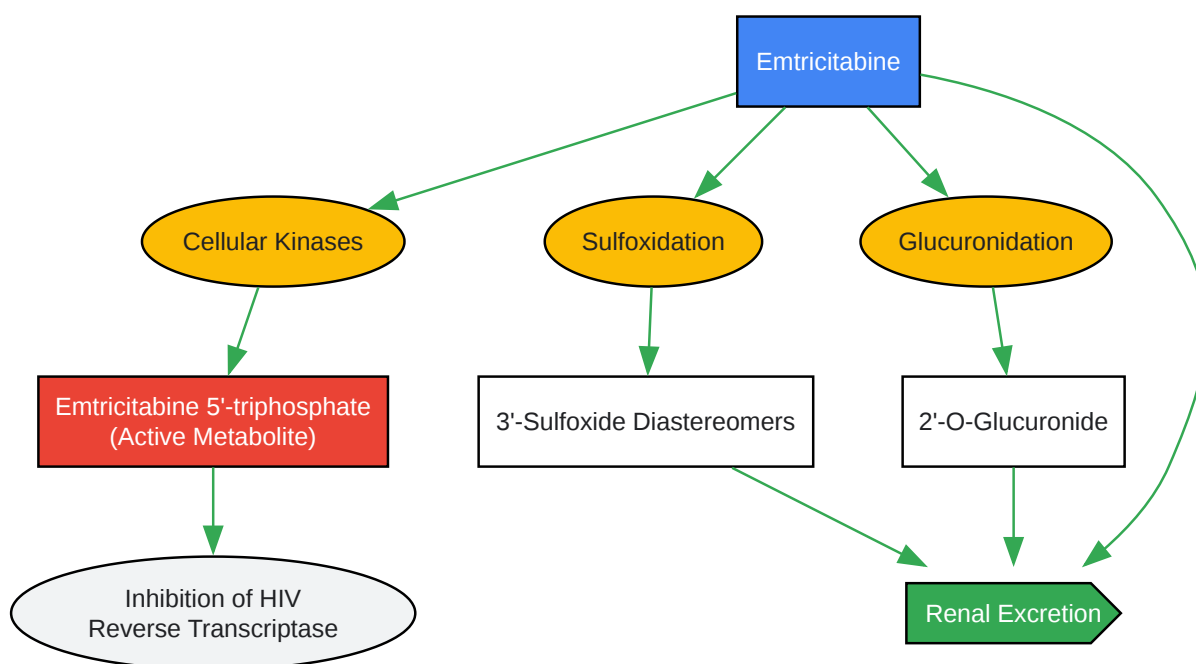 Emtricitabine
Cellular Kinases
Sulfoxidation
Glucuronidation
Emtricitabine 5'-triphosphate
(Active Metabolite)
3'-Sulfoxide Diastereomers
2'-O-Glucuronide
Inhibition of HIV
Reverse Transcriptase
Renal Excretion